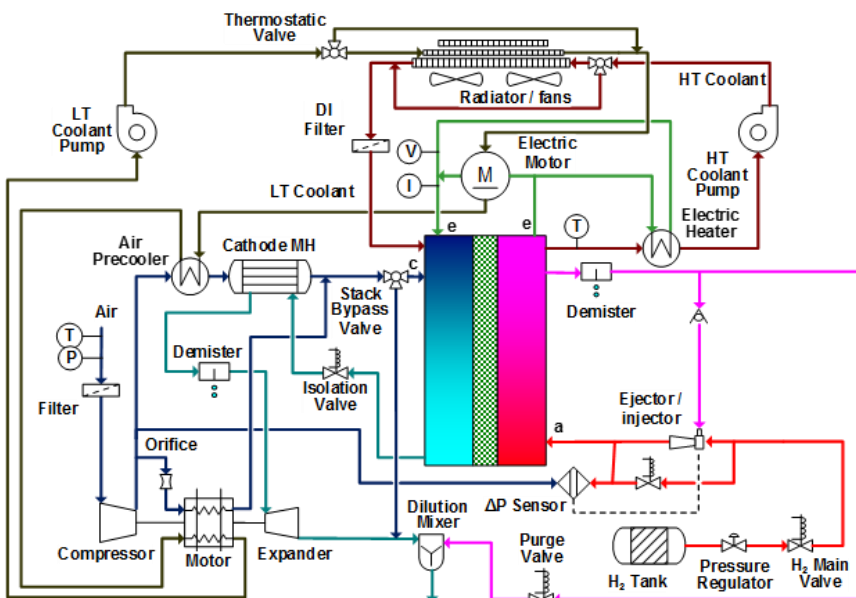 Thermostatic
Valve
LT
Coolant
Pump
Radiator / fans
HT Coolant
DI
Filter
V
I
Electric
Motor
M
HT
Coolant
Pump
LT Coolant
Electric
Heater
Air
Precooler
Cathode MH
e
e
T
c
Stack
Bypass
Valve
Demister
Air
T
P
Demister
Isolation
Valve
Filter
Ejector /
injector
a
Orifice
ΔP Sensor
Dilution
Mixer
Compressor
Motor
Expander
Purge
Valve
H₂ Tank
Pressure
Regulator
H₂ Main
Valve